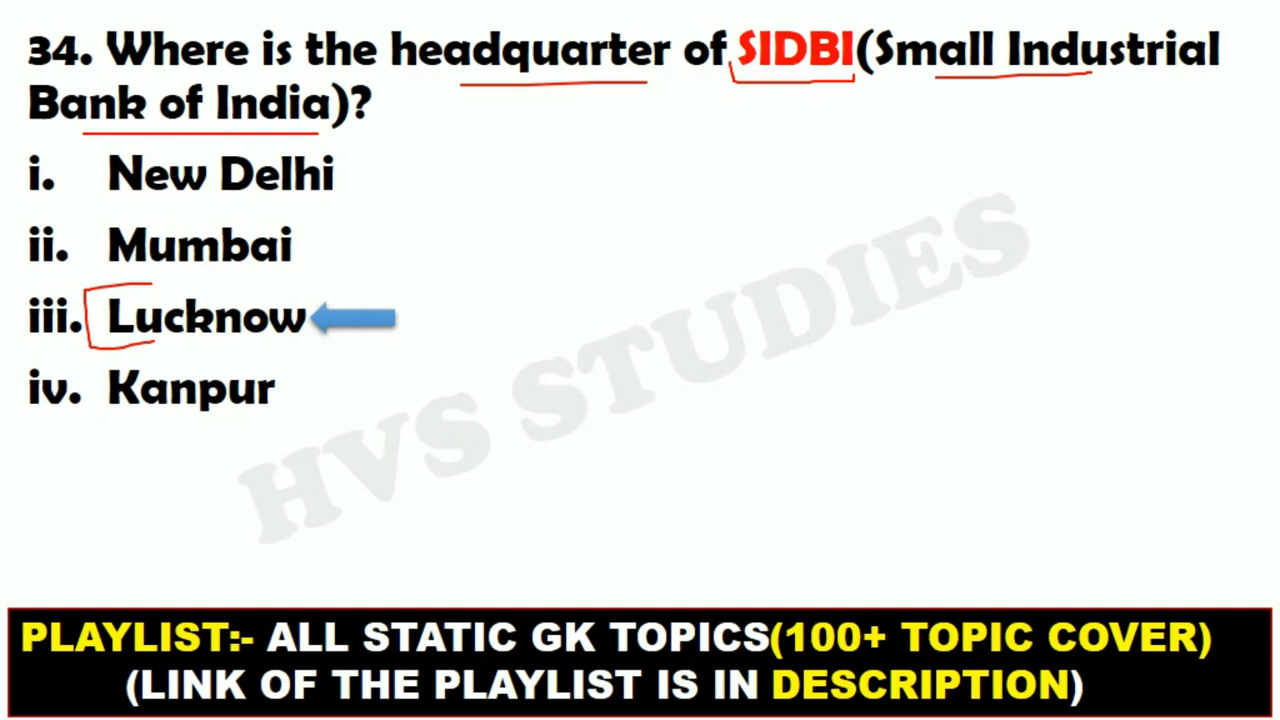 34. Where is the headquarter of SIDBI(Small Industrial
Bank of India)?
i. New Delhi
ii. Mumbai
iii. Lucknow
iv. Kanpur
HVS STUDIES
PLAYLIST:- ALL STATIC GK TOPICS(100+ TOPIC COVER)
(LINK OF THE PLAYLIST IS IN DESCRIPTION)